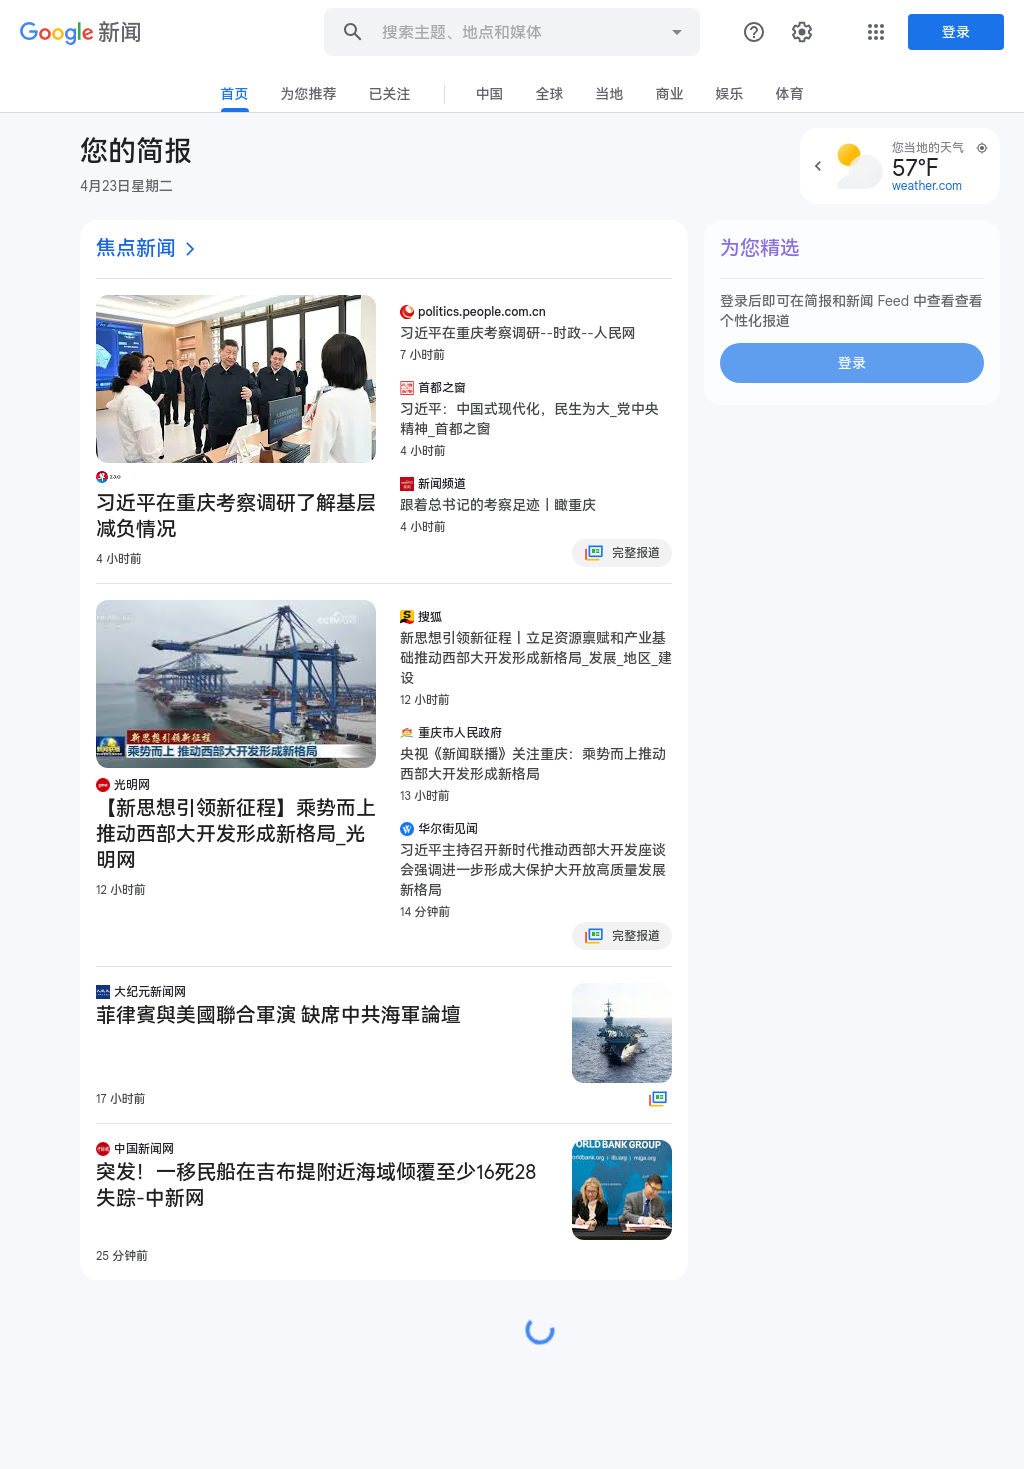 Google 新闻
搜索主题、地点和媒体
登录
首页
为您推荐
已关注
中国
全球
当地
商业
娱乐
体育
您的简报
4月23日星期二
您当地的天气
57°F
weather.com
焦点新闻
为您精选
登录后即可在简报和新闻 Feed 中查看查看
个性化报道
登录
习近平在重庆考察调研了解基层
减负情况
4 小时前
politics.people.com.cn
习近平在重庆考察调研--时政--人民网
7 小时前
首都之窗
习近平：中国式现代化，民生为大_党中央
精神_首都之窗
4 小时前
新闻频道
跟着总书记的考察足迹丨瞰重庆
4 小时前
完整报道
新思想引领新征程
乘势而上 推动西部大开发形成新格局
光明网
【新思想引领新征程】乘势而上
推动西部大开发形成新格局_光
明网
12 小时前
搜狐
新思想引领新征程丨立足资源禀赋和产业基
础推动西部大开发形成新格局_发展_地区_建
设
12 小时前
重庆市人民政府
央视《新闻联播》关注重庆：乘势而上推动
西部大开发形成新格局
13 小时前
华尔街见闻
习近平主持召开新时代推动西部大开发座谈
会强调进一步形成大保护大开放高质量发展
新格局
14 分钟前
完整报道
大纪元新闻网
菲律賓與美國聯合軍演 缺席中共海軍論壇
17 小时前
中国新闻网
突发！一移民船在吉布提附近海域倾覆至少16死28
失踪-中新网
25 分钟前
ORLD BANK GROUP